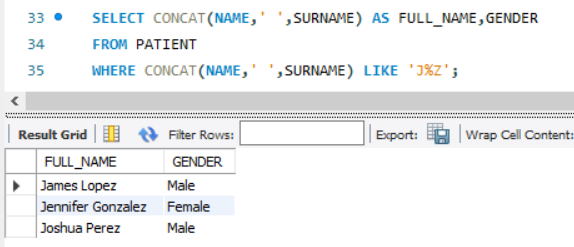 33 SELECT CONCAT(NAME,' ',SURNAME) AS FULL_NAME,GENDER
34 FROM PATIENT
35 WHERE CONCAT(NAME,' ',SURNAME) LIKE 'J%Z';
Result Grid Filter Rows: Export: Wrap Cell Content:
FULL_NAME GENDER
James Lopez Male
Jennifer Gonzalez Female
Joshua Perez Male